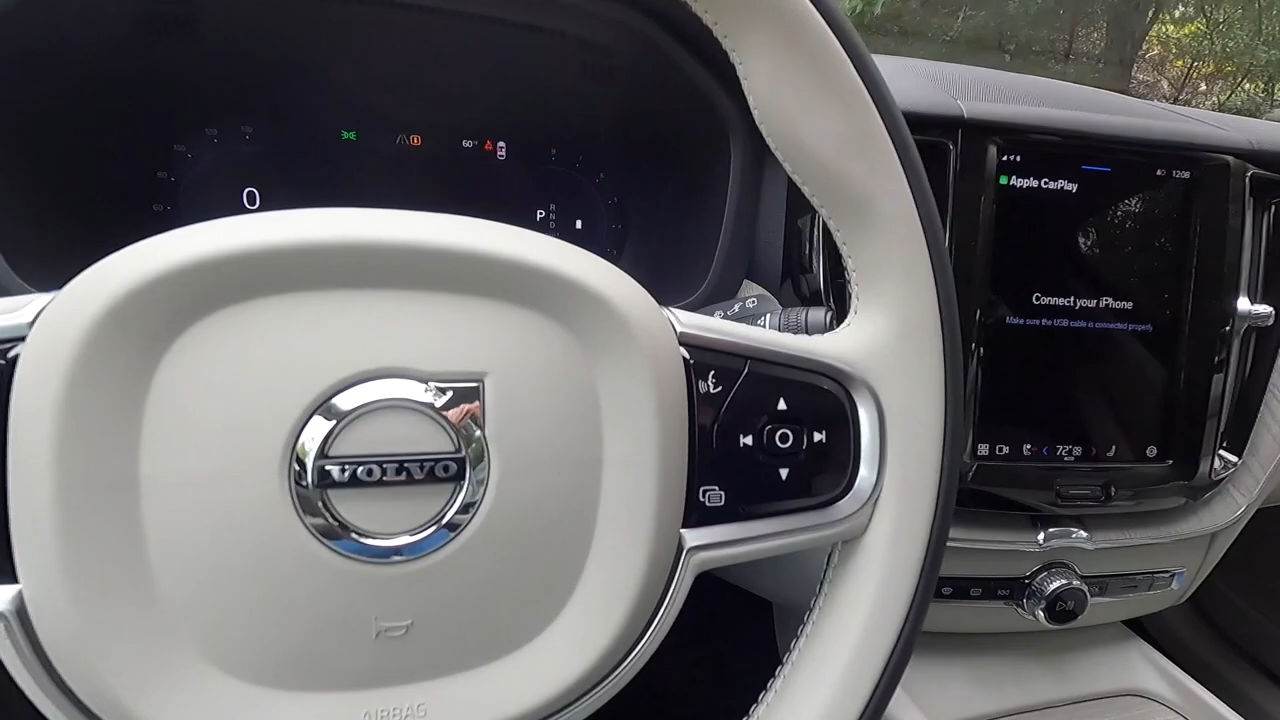 0
60°F
P
R
N
D
VOLVO
AIRBAG
12:08
Apple CarPlay
Connect your iPhone
Make sure the USB cable is connected properly
72°
AUTO